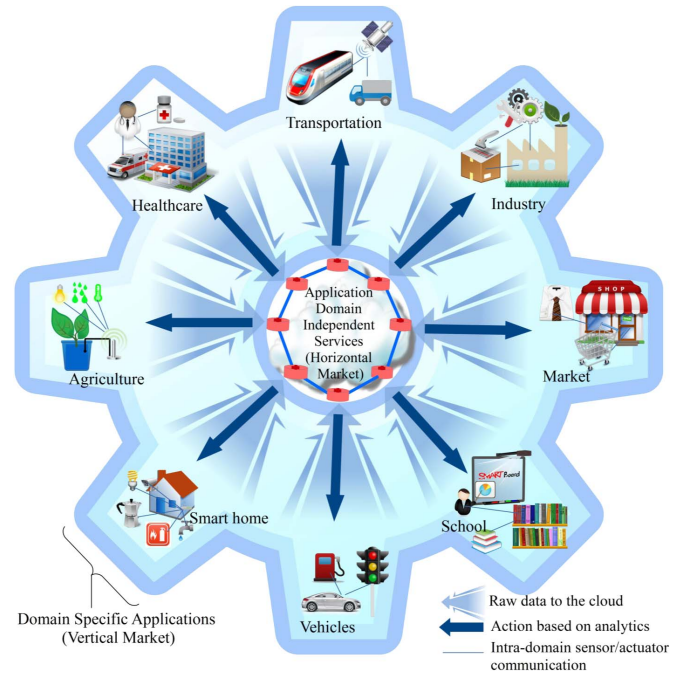 Transportation
Healthcare
Industry
Application
Domain
Independent
Services
(Horizontal
Market)
SHOP
Agriculture
Market
SMARTBoard
Smart home
School
Vehicles
Domain Specific Applications
(Vertical Market)
Raw data to the cloud
Action based on analytics
Intra-domain sensor/actuator
communication